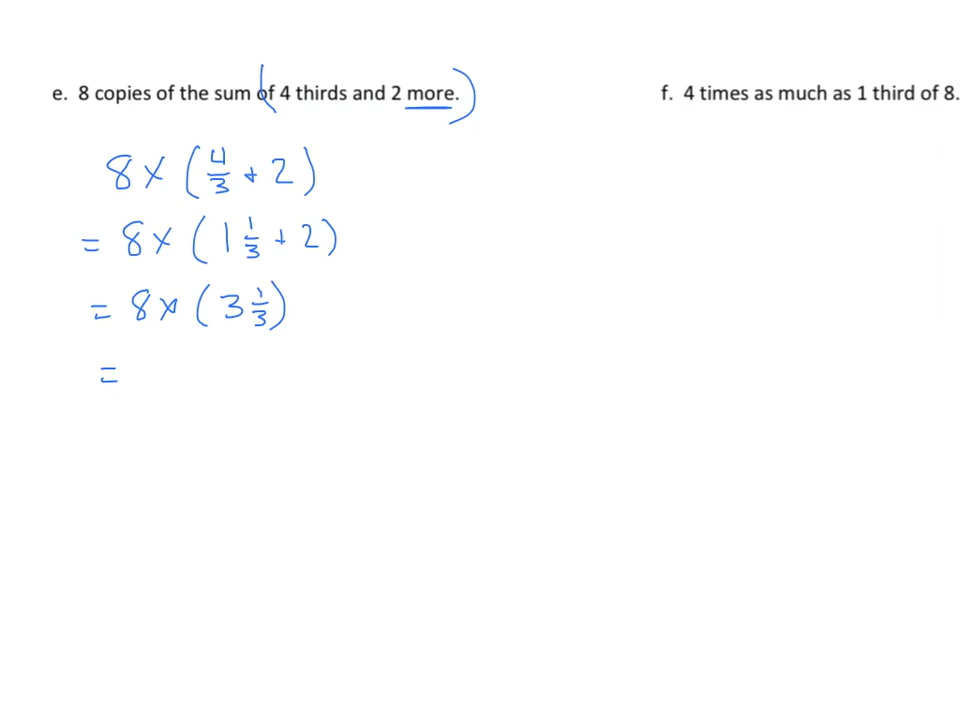 e. 8 copies of the sum of 4 thirds and 2 more.
8 × (4/3 + 2)
= 8 × (1 1/3 + 2)
= 8 × (3 1/3)
=
f. 4 times as much as 1 third of 8.